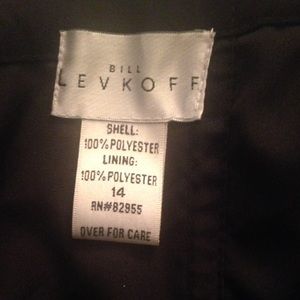 BILL
LEVKOFF
SHELL:
100% POLYESTER
LINING:
100% POLYESTER
14
RN#82955
OVER FOR CARE